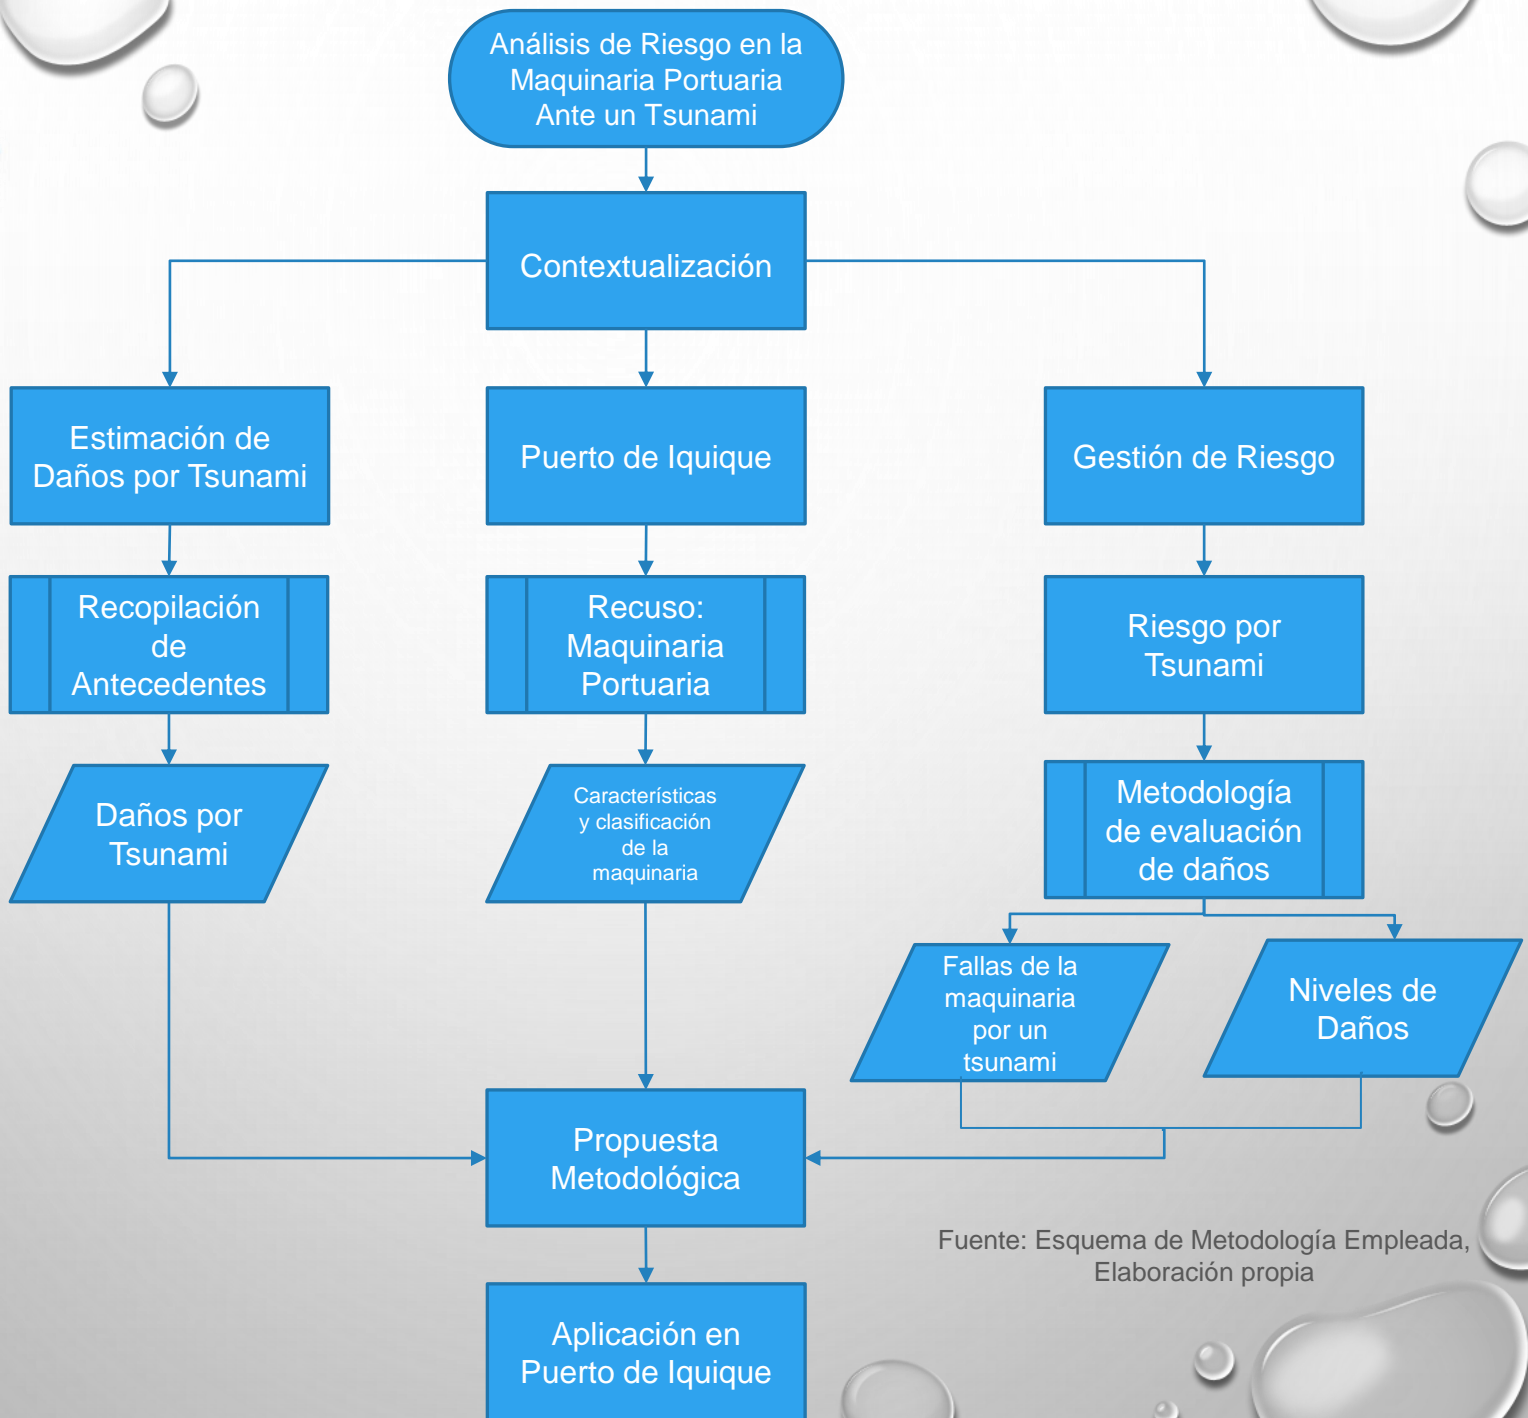 Análisis de Riesgo en la
Maquinaria Portuaria
Ante un Tsunami
Contextualización
Estimación de
Daños por Tsunami
Puerto de Iquique
Gestión de Riesgo
Recopilación
de
Antecedentes
Recuso:
Maquinaria
Portuaria
Riesgo por
Tsunami
Daños por
Tsunami
Características
y clasificación
de la
maquinaria
Metodología
de evaluación
de daños
Fallas de la
maquinaria
por un
tsunami
Niveles de
Daños
Propuesta
Metodológica
Fuente: Esquema de Metodología Empleada,
Elaboración propia
Aplicación en
Puerto de Iquique